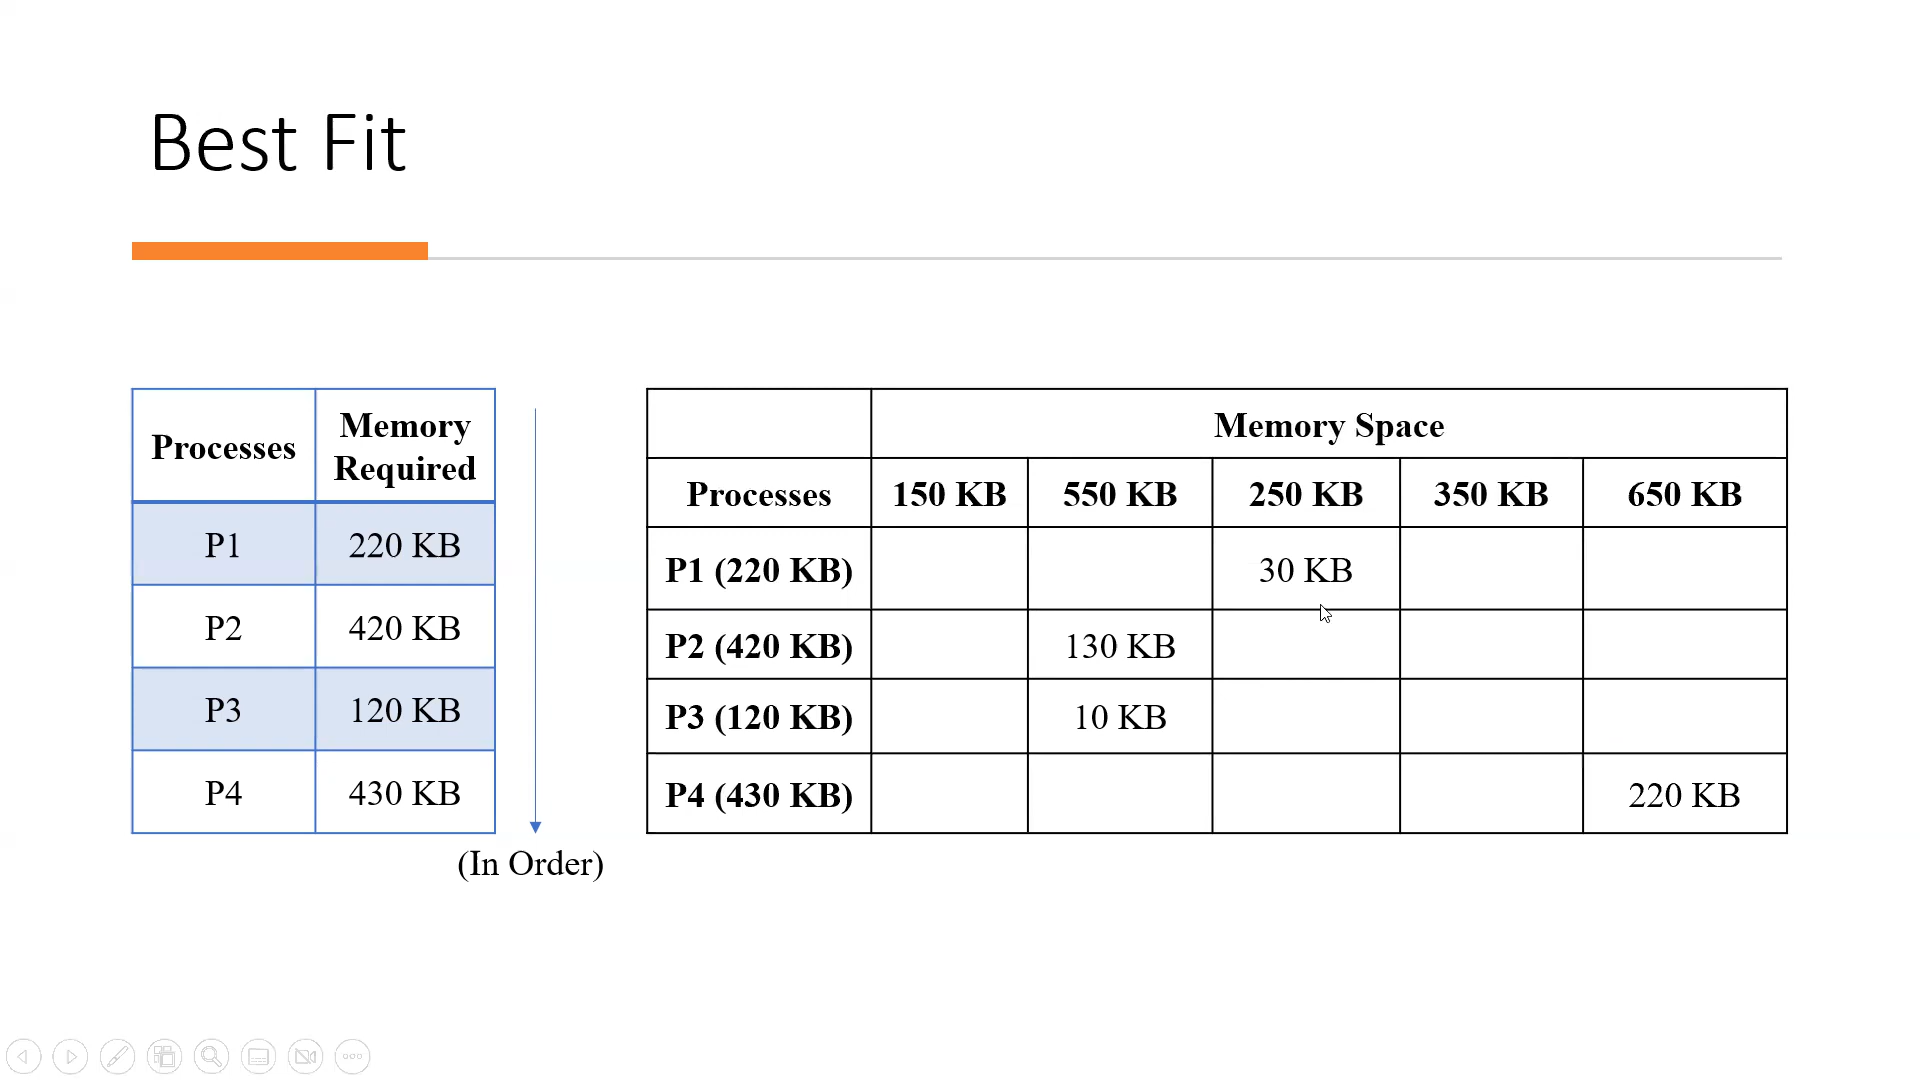 Best Fit
Processes
Memory
Required
P1
220 KB
P2
420 KB
P3
120 KB
P4
430 KB
(In Order)
Memory Space
Processes
150 KB
550 KB
250 KB
350 KB
650 KB
P1 (220 KB)
30 KB
P2 (420 KB)
130 KB
P3 (120 KB)
10 KB
P4 (430 KB)
220 KB